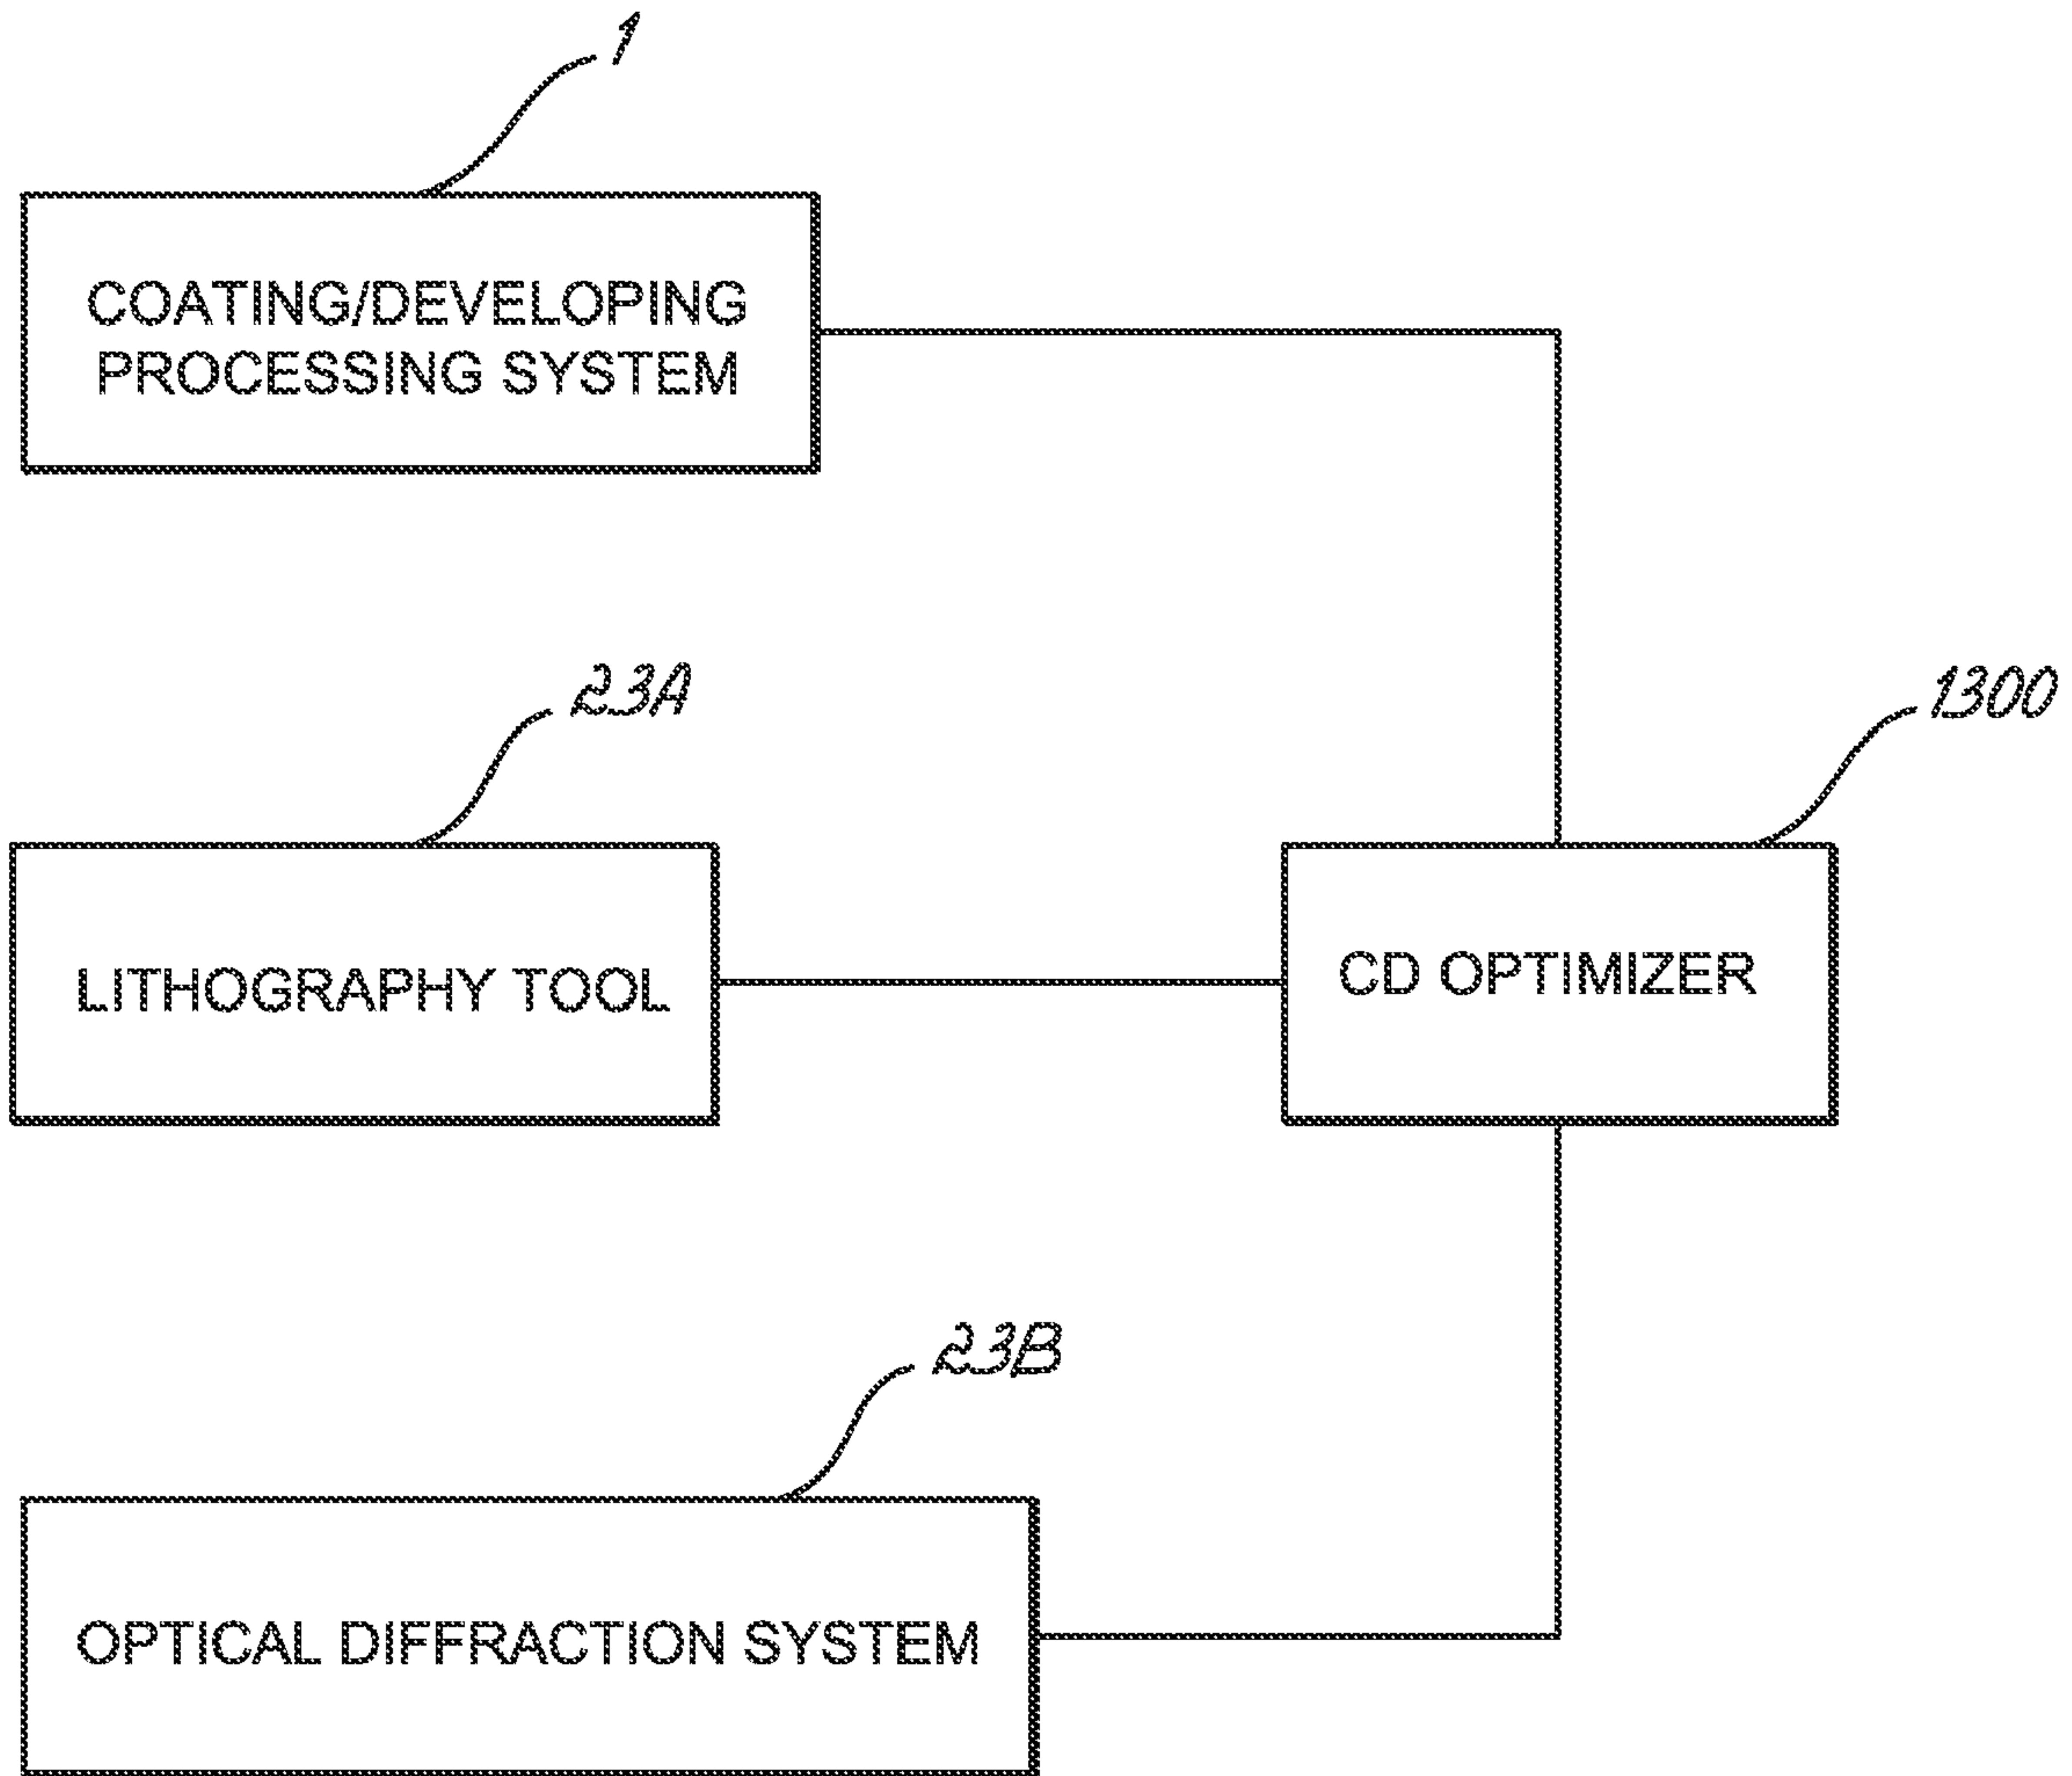 1
COATING/DEVELOPING
PROCESSING SYSTEM
23A
1300
LITHOGRAPHY TOOL
CD OPTIMIZER
23B
OPTICAL DIFFRACTION SYSTEM